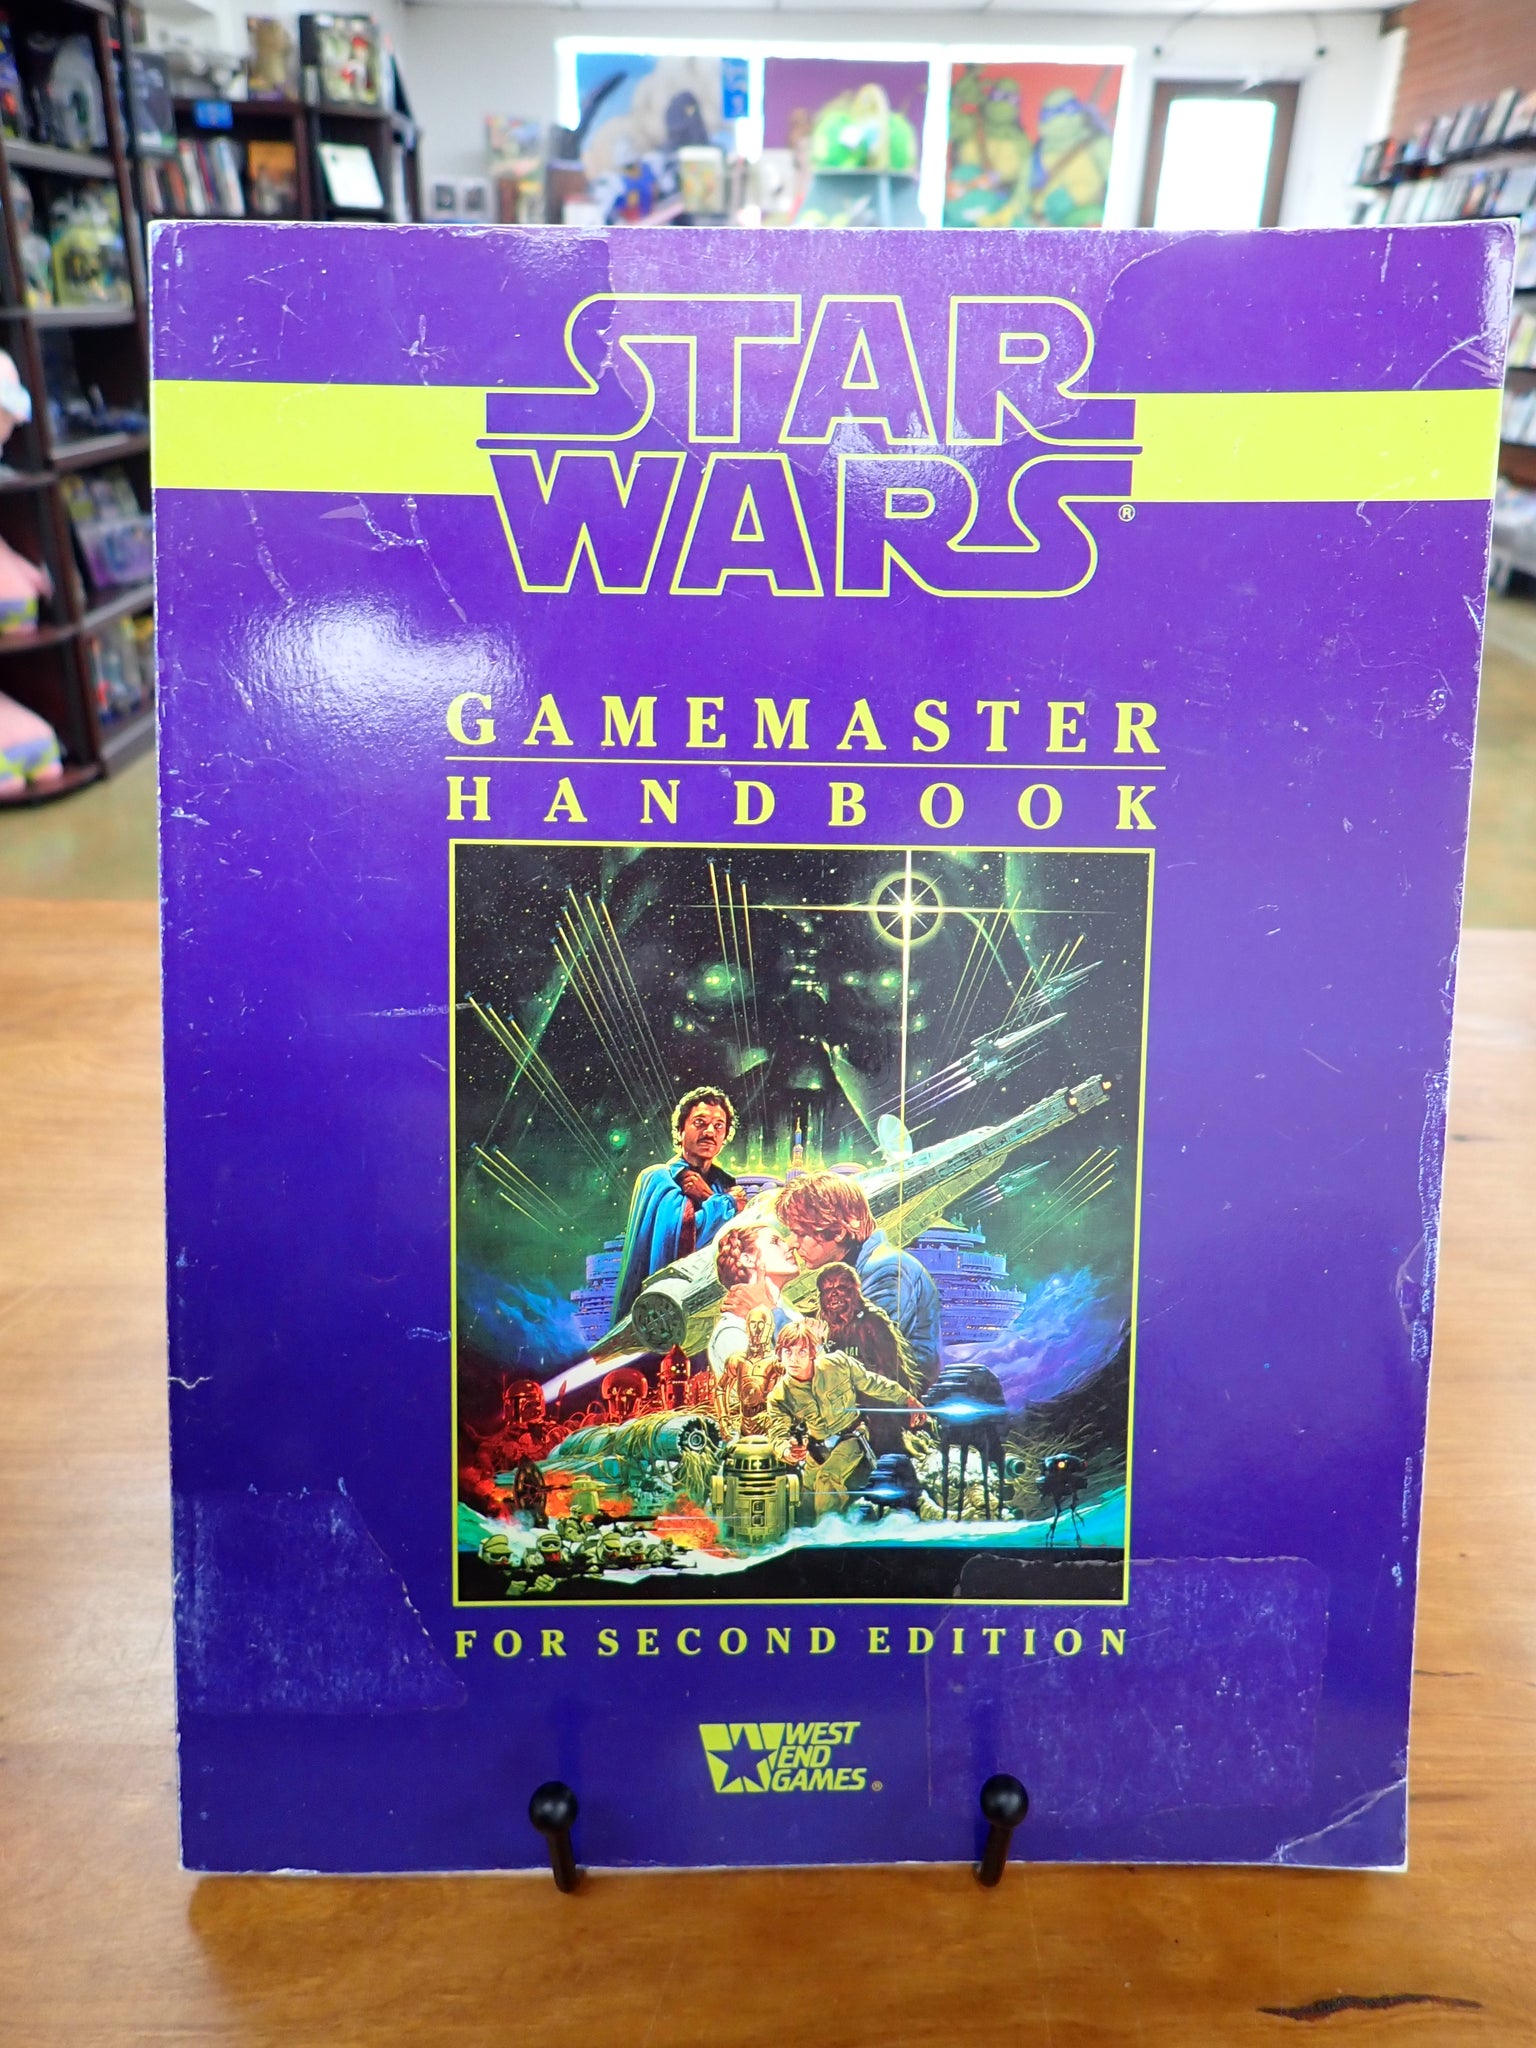 STAR
WARS®
GAMEMASTER
HANDBOOK
FOR SECOND EDITION
WEST
END
GAMES®